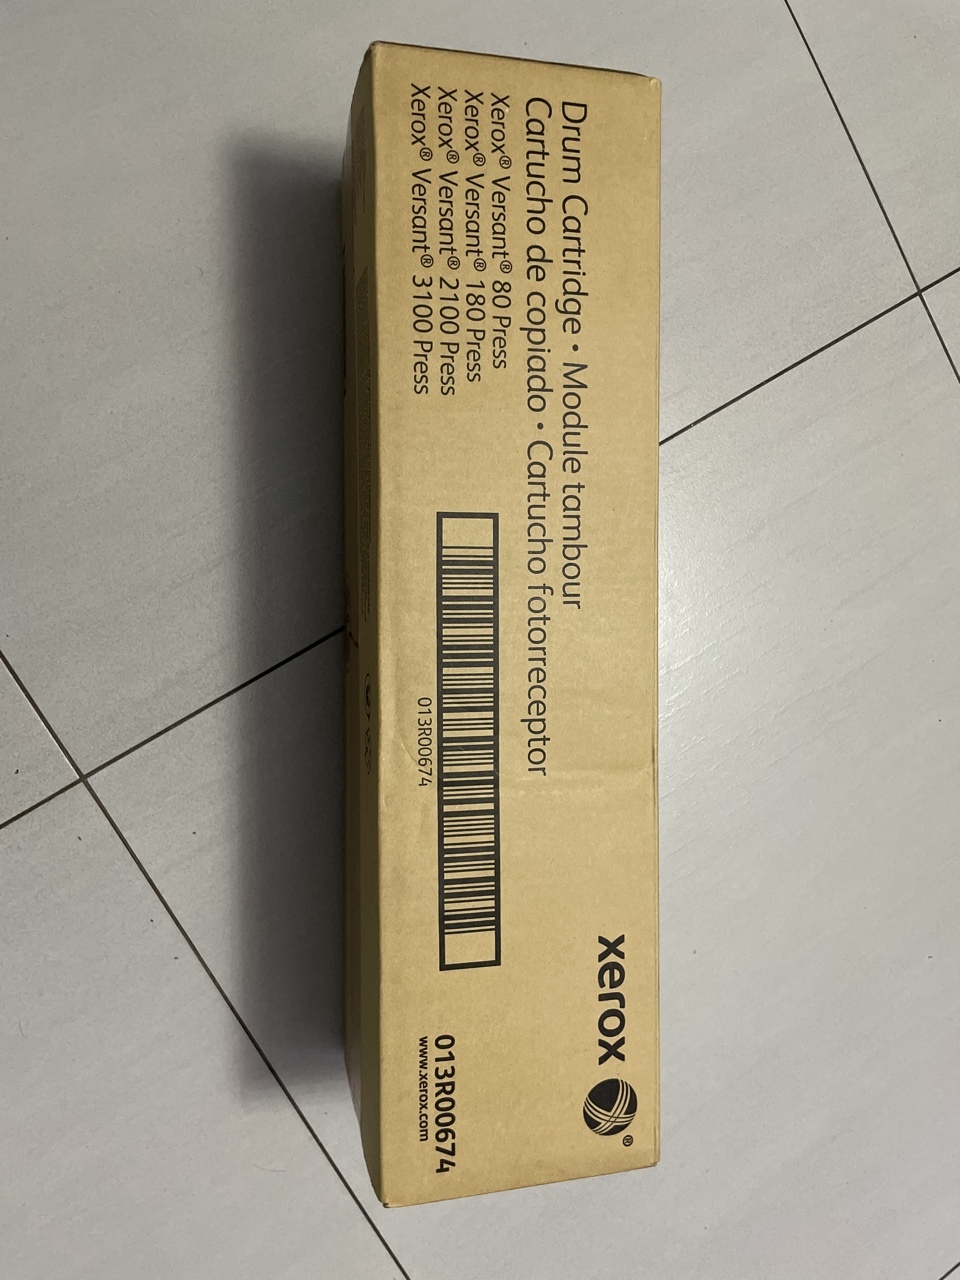 xerox ®
Drum Cartridge • Module tambour
Cartucho de copiado • Cartucho fotorreceptor
Xerox® Versant® 80 Press
Xerox® Versant® 180 Press
Xerox® Versant® 2100 Press
Xerox® Versant® 3100 Press
013R00674
013R00674
www.xerox.com